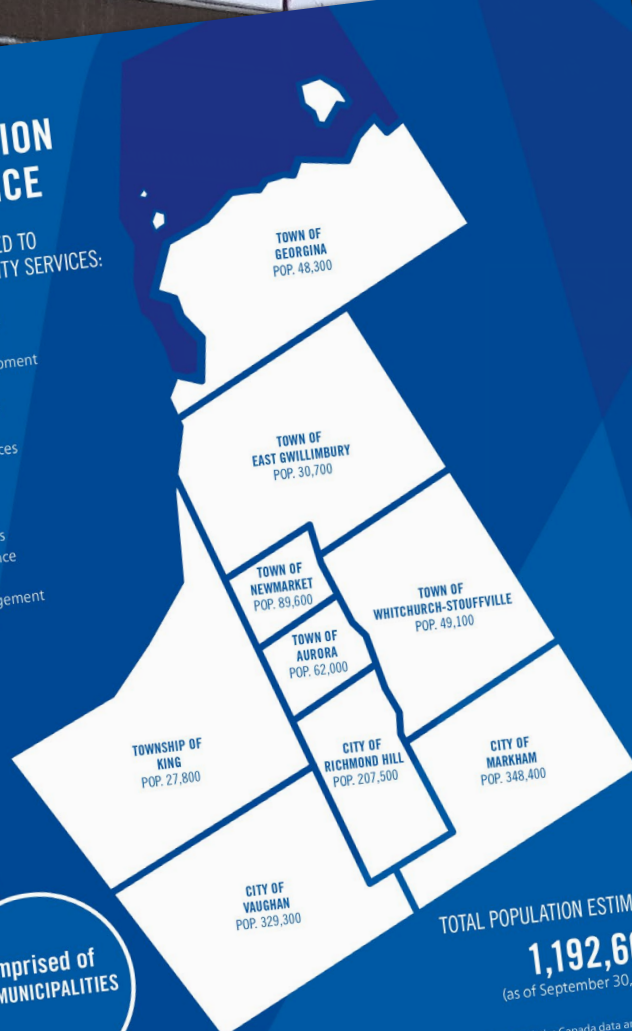 ION
ICE
ED TO
ITY SERVICES:
pment
ces
s
ce
gement
TOWN OF
GEORGINA
POP. 48,300
TOWN OF
EAST GWILLIMBURY
POP. 30,700
TOWN OF
NEWMARKET
POP. 89,600
TOWN OF
WHITCHURCH-STOUFFVILLE
POP. 49,100
TOWN OF
AURORA
POP. 62,000
TOWNSHIP OF
KING
POP. 27,800
CITY OF
RICHMOND HILL
POP. 207,500
CITY OF
MARKHAM
POP. 348,400
CITY OF
VAUGHAN
POP. 329,300
mprised of
MUNICIPALITIES
TOTAL POPULATION ESTIM
1,192,6
(as of September 30,
Canada data a